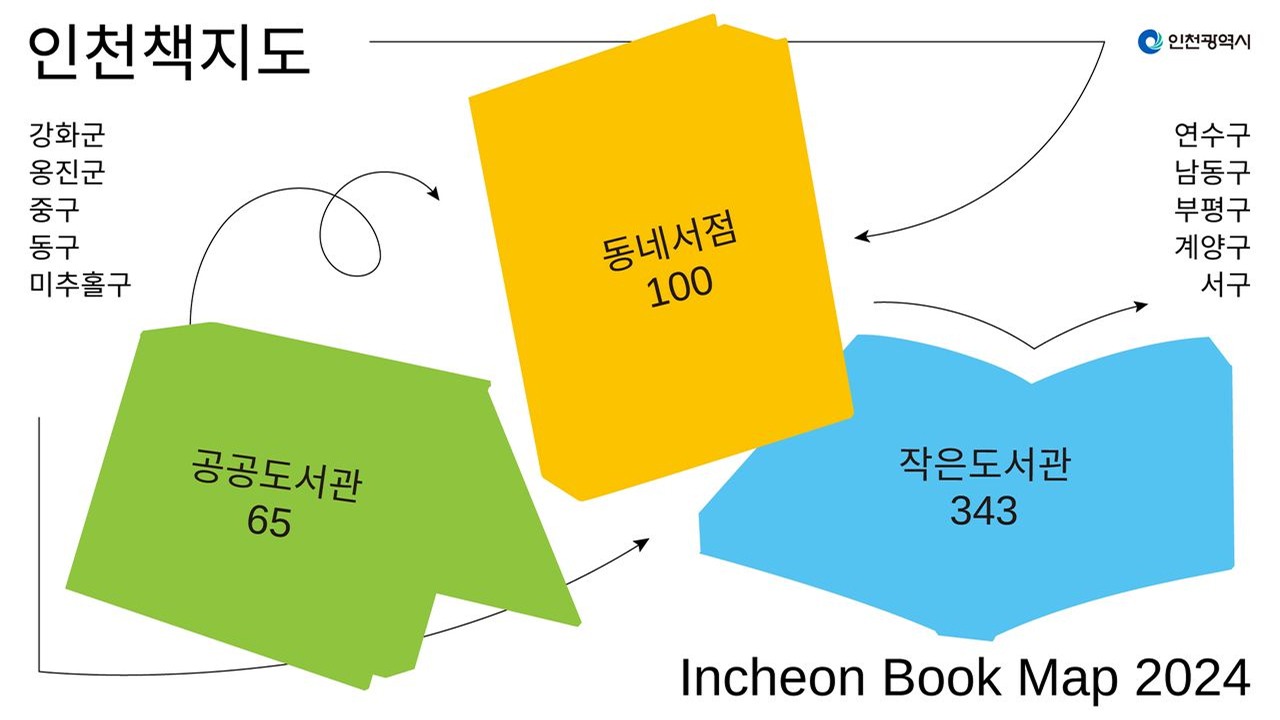 인천책지도
인천광역시
강화군
옹진군
중구
동구
미추홀구
연수구
남동구
부평구
계양구
서구
동네서점
100
공공도서관
65
작은도서관
343
Incheon Book Map 2024